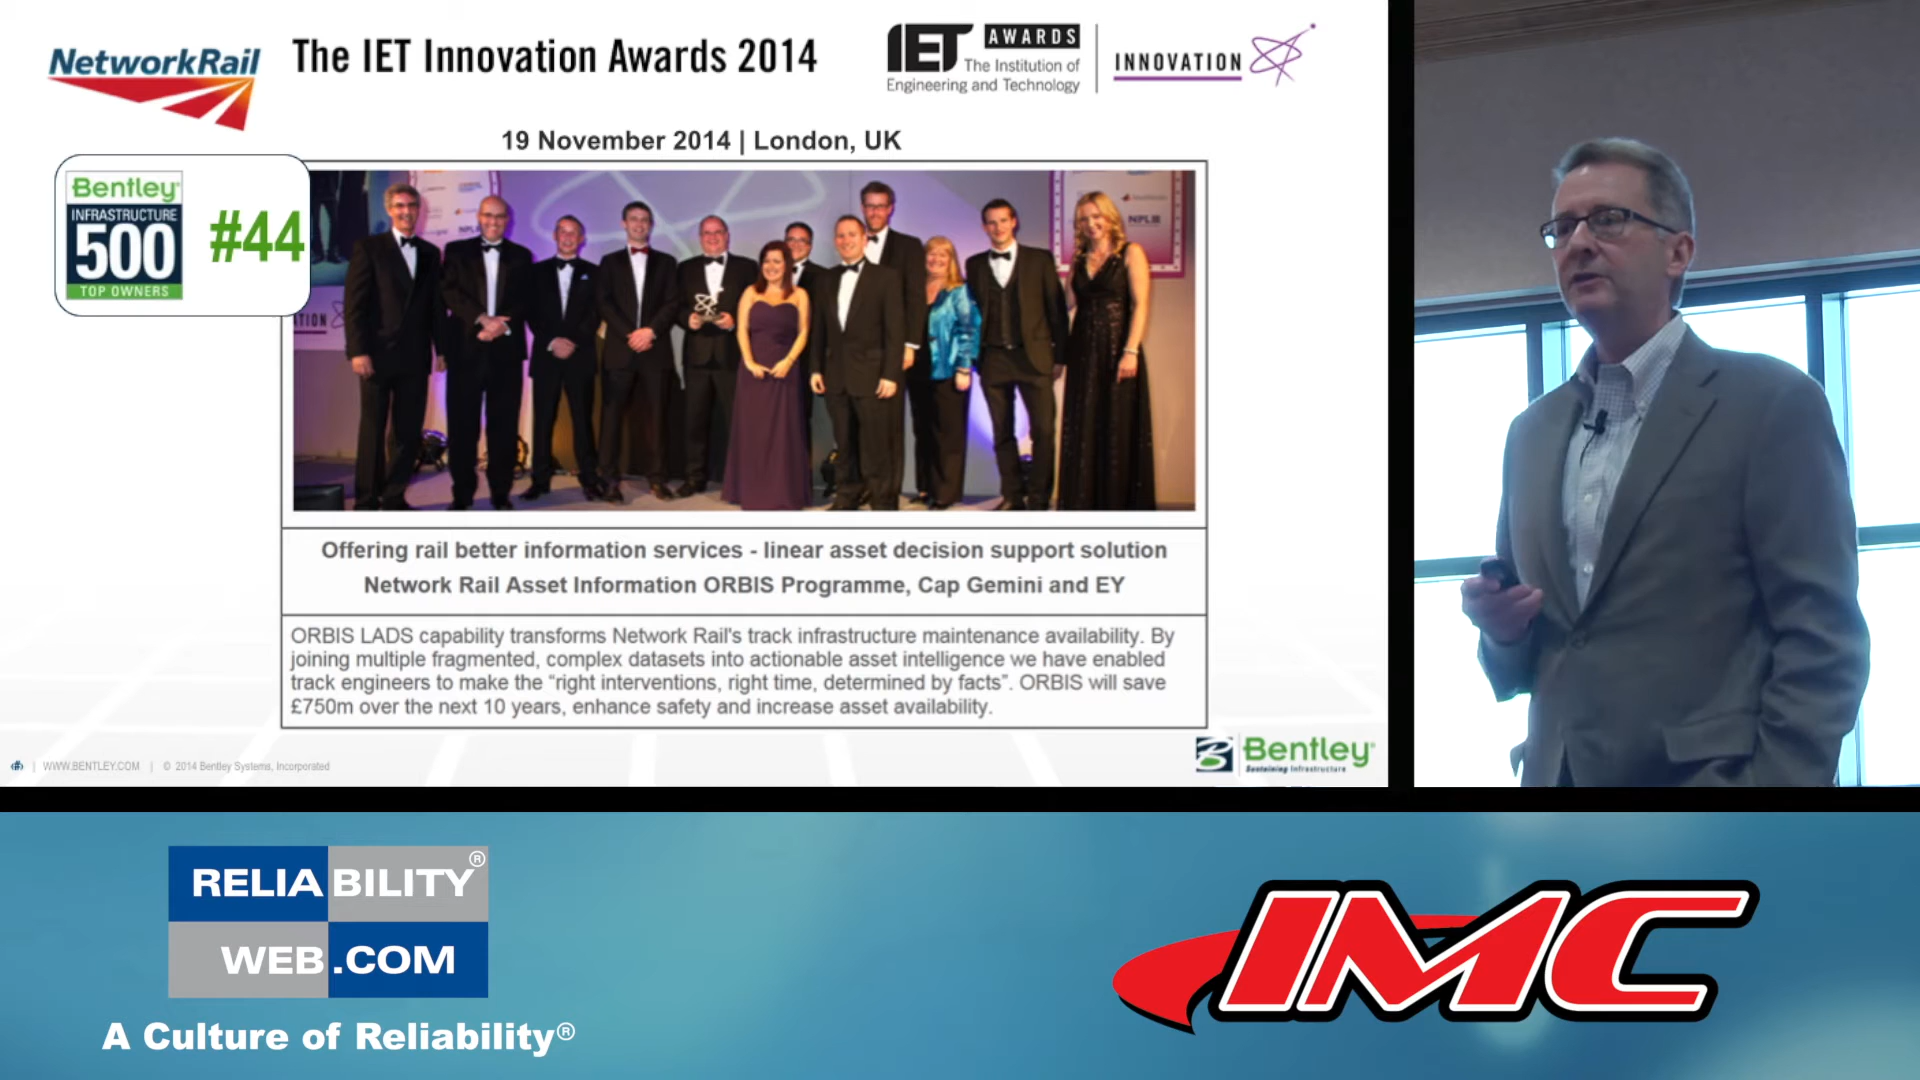 NetworkRail
The IET Innovation Awards 2014
IET AWARDS
The Institution of
Engineering and Technology
INNOVATION
19 November 2014 | London, UK
Bentley®
INFRASTRUCTURE
500
TOP OWNERS
#44
NPL
Offering rail better information services - linear asset decision support solution
Network Rail Asset Information ORBIS Programme, Cap Gemini and EY
ORBIS LADS capability transforms Network Rail's track infrastructure maintenance availability. By
joining multiple fragmented, complex datasets into actionable asset intelligence we have enabled
track engineers to make the “right interventions, right time, determined by facts”. ORBIS will save
£750m over the next 10 years, enhance safety and increase asset availability.
| WWW.BENTLEY.COM | © 2014 Bentley Systems, Incorporated
Bentley®
Sustaining Infrastructure
RELIABILITY®
WEB.COM
A Culture of Reliability®
IMC